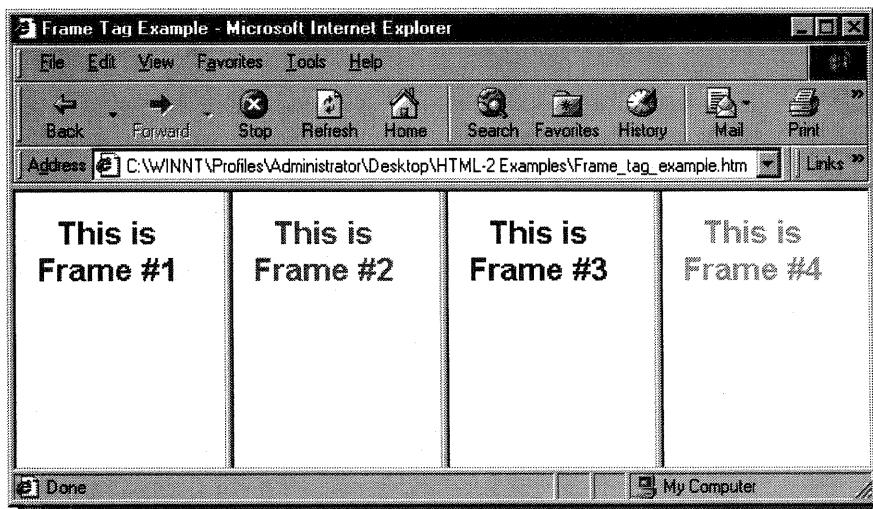 Frame Tag Example - Microsoft Internet Explorer
File Edit View Favorites Tools Help
Back Forward Stop Refresh Home Search Favorites History Mail Print »
Address C:\WINNT\Profiles\Administrator\Desktop\HTML-2 Examples\Frame_tag_example.htm Links »
This is
Frame #1
This is
Frame #2
This is
Frame #3
This is
Frame #4
Done My Computer